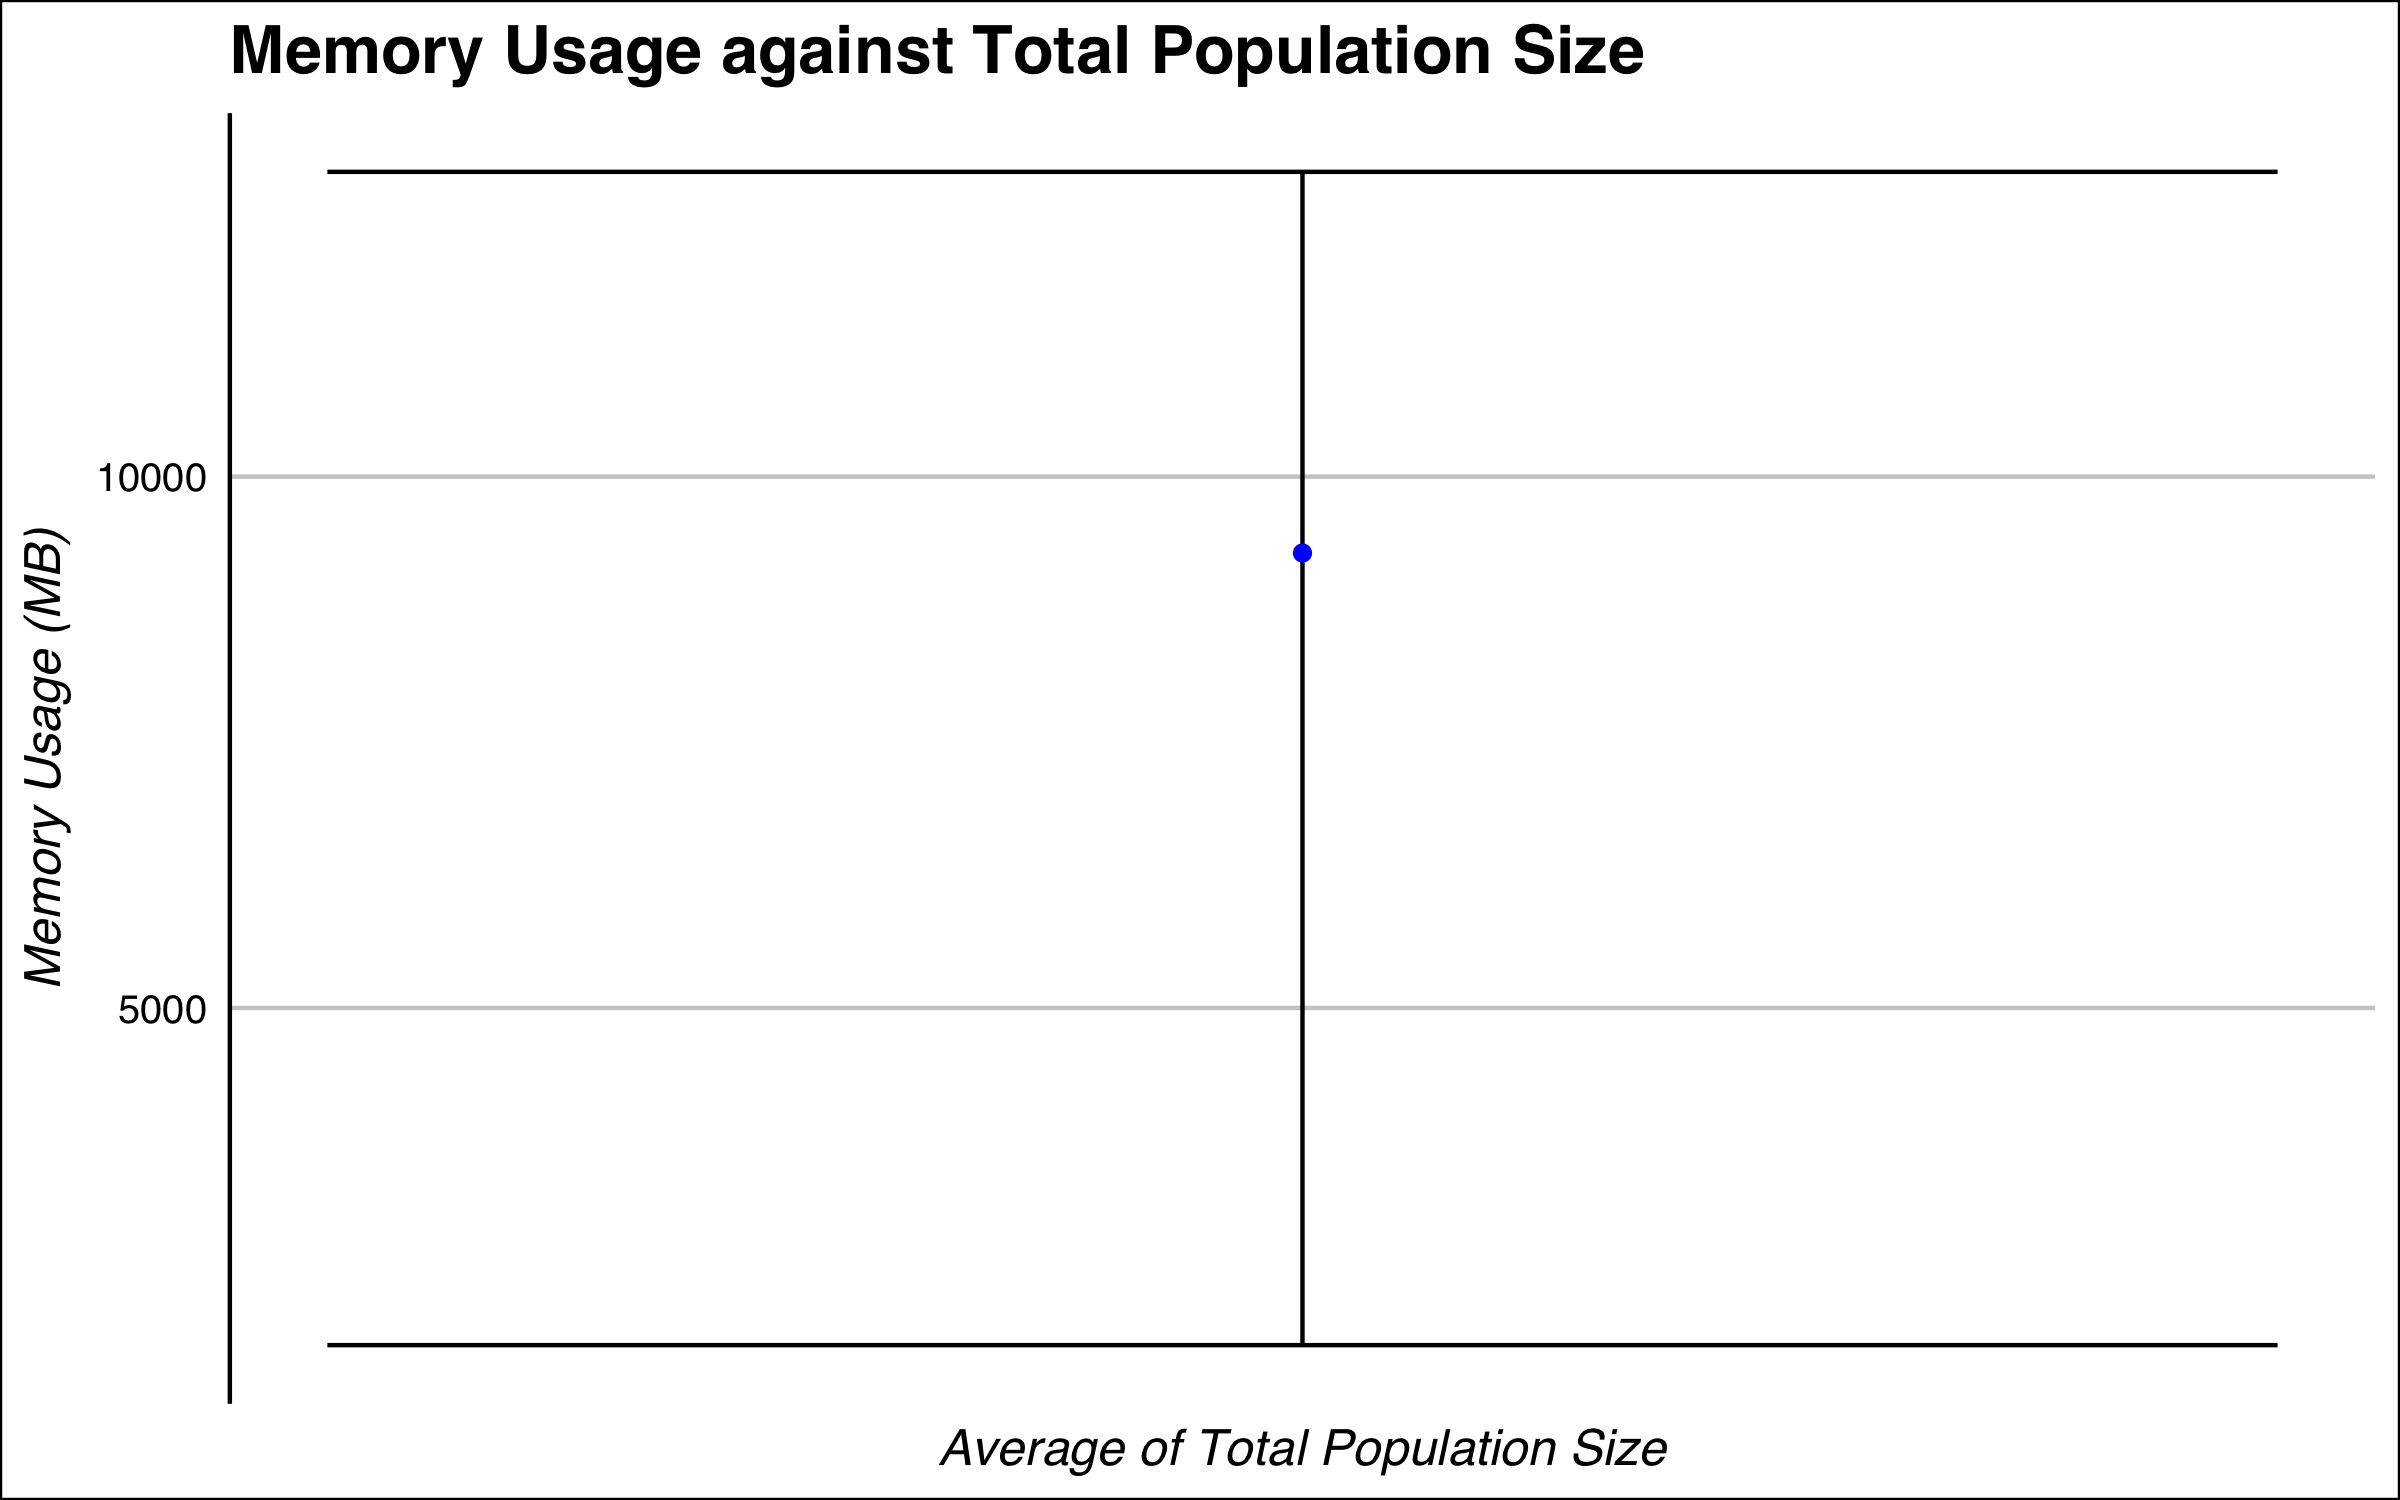 Memory Usage against Total Population Size
Memory Usage (MB)
10000
5000
Average of Total Population Size